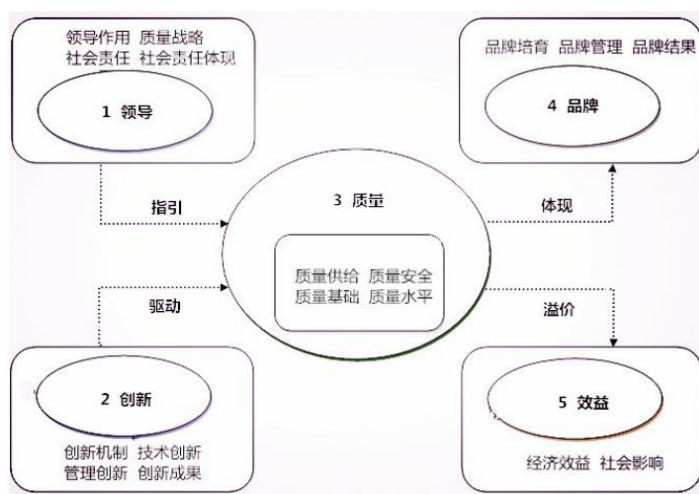 领导作用 质量战略
社会责任 社会责任体现
1 领导
品牌培育 品牌管理 品牌结果
4 品牌
指引
3 质量
体现
质量供给 质量安全
质量基础 质量水平
驱动
溢价
2 创新
创新机制 技术创新
管理创新 创新成果
5 效益
经济效益 社会影响